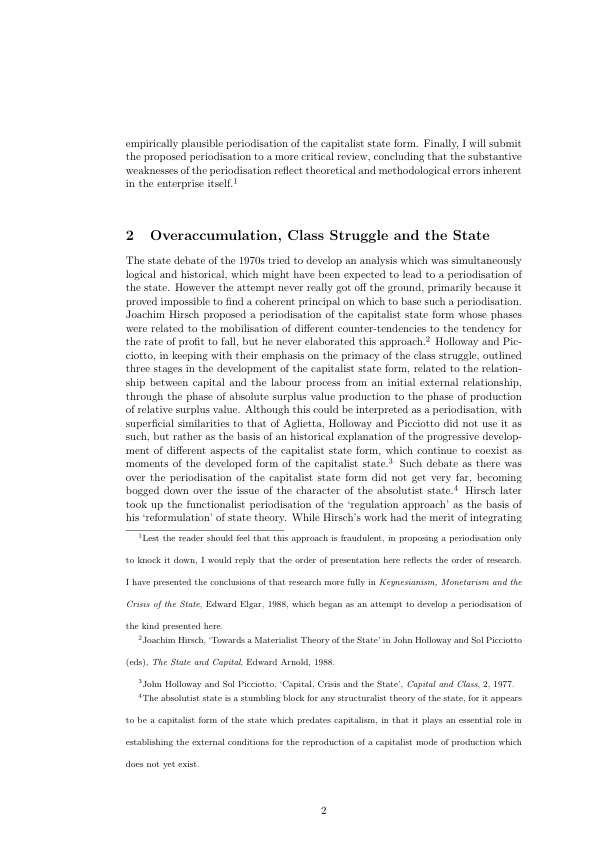 empirically plausible periodisation of the capitalist state form. Finally, I will submit
the proposed periodisation to a more critical review, concluding that the substantive
weaknesses of the periodisation reflect theoretical and methodological errors inherent
in the enterprise itself.1
2 Overaccumulation, Class Struggle and the State
The state debate of the 1970s tried to develop an analysis which was simultaneously
logical and historical, which might have been expected to lead to a periodisation of
the state. However the attempt never really got off the ground, primarily because it
proved impossible to find a coherent principal on which to base such a periodisation.
Joachim Hirsch proposed a periodisation of the capitalist state form whose phases
were related to the mobilisation of different counter-tendencies to the tendency for
the rate of profit to fall, but he never elaborated this approach.2 Holloway and Pic-
ciotto, in keeping with their emphasis on the primacy of the class struggle, outlined
three stages in the development of the capitalist state form, related to the relation-
ship between capital and the labour process from an initial external relationship,
through the phase of absolute surplus value production to the phase of production
of relative surplus value. Although this could be interpreted as a periodisation, with
superficial similarities to that of Aglietta, Holloway and Picciotto did not use it as
such, but rather as the basis of an historical explanation of the progressive develop-
ment of different aspects of the capitalist state form, which continue to coexist as
moments of the developed form of the capitalist state.3 Such debate as there was
over the periodisation of the capitalist state form did not get very far, becoming
bogged down over the issue of the character of the absolutist state.4 Hirsch later
took up the functionalist periodisation of the ‘regulation approach’ as the basis of
his ‘reformulation’ of state theory. While Hirsch’s work had the merit of integrating
1Lest the reader should feel that this approach is fraudulent, in proposing a periodisation only
to knock it down, I would reply that the order of presentation here reflects the order of research.
I have presented the conclusions of that research more fully in Keynesianism, Monetarism and the
Crisis of the State, Edward Elgar, 1988, which began as an attempt to develop a periodisation of
the kind presented here.
2Joachim Hirsch, ‘Towards a Materialist Theory of the State’ in John Holloway and Sol Picciotto
(eds), The State and Capital, Edward Arnold, 1988.
3John Holloway and Sol Picciotto, ‘Capital, Crisis and the State’, Capital and Class, 2, 1977.
4The absolutist state is a stumbling block for any structuralist theory of the state, for it appears
to be a capitalist form of the state which predates capitalism, in that it plays an essential role in
establishing the external conditions for the reproduction of a capitalist mode of production which
does not yet exist.
2